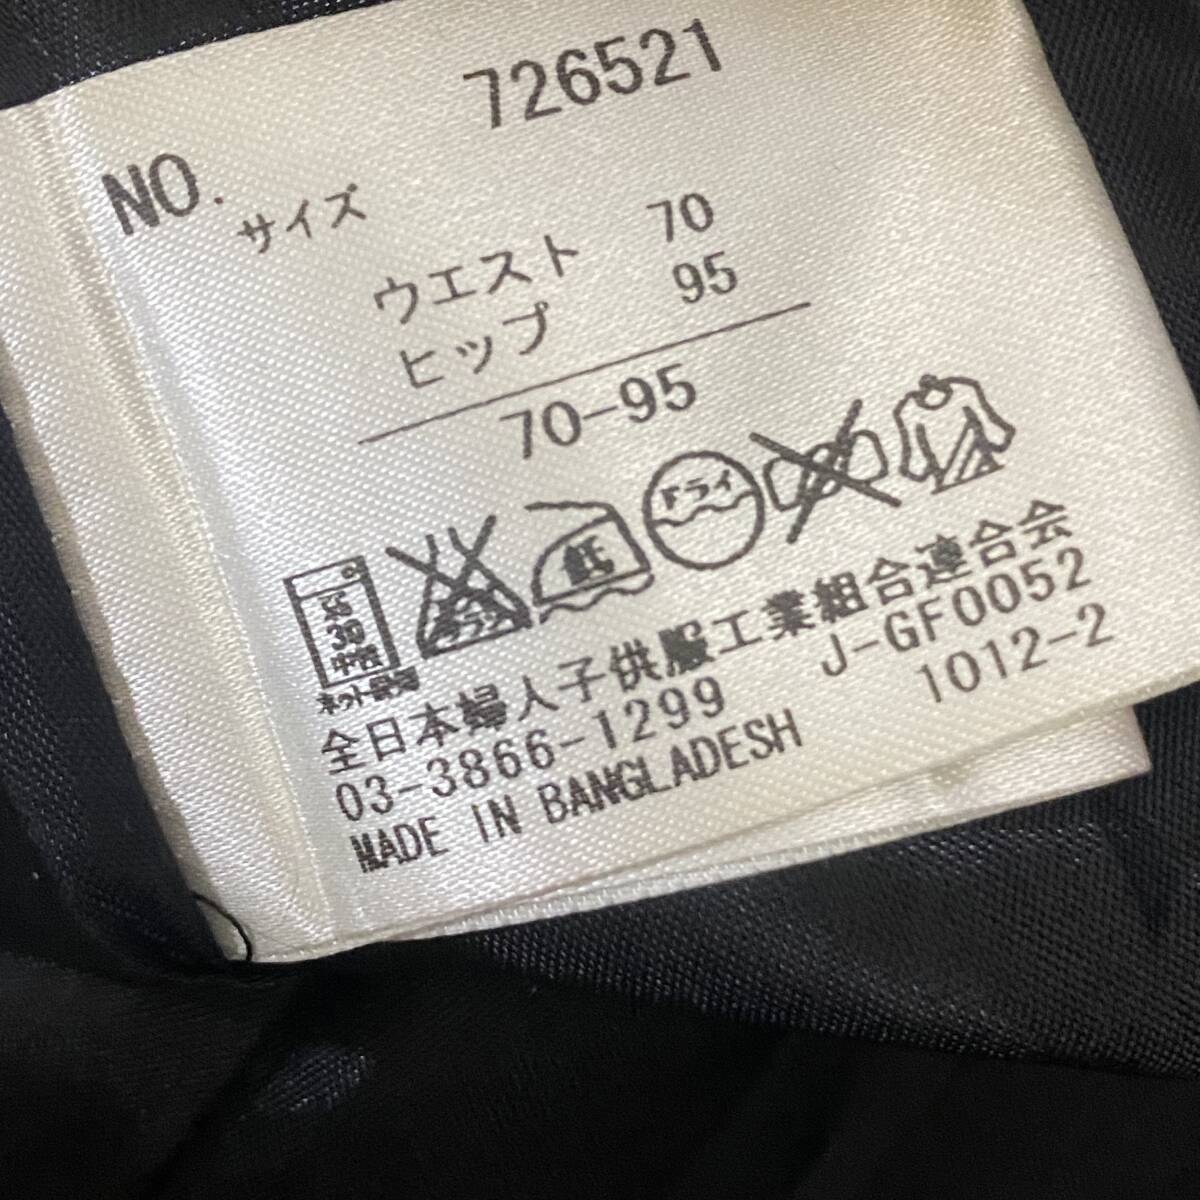 NO. 726521
サイズ
ウエスト 70
ヒップ 95
70-95
低
ドライ
ネット使用
全日本婦人子供服工業組合連合会
03-3866-1299 J-GF0052
MADE IN BANGLADESH 1012-2